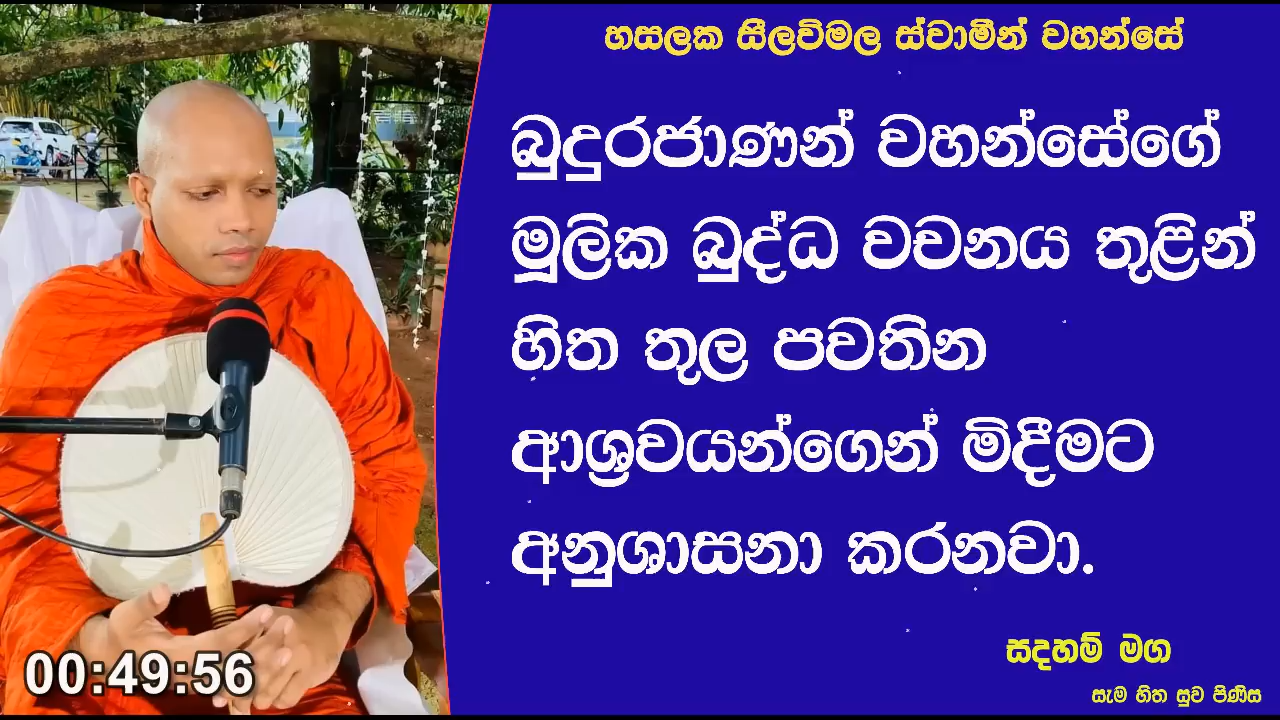 හසලක සීලවිමල ස්වාමීන් වහන්සේ
බුදුරජාණන් වහන්සේගේ
මූලික බුද්ධ වචනය තුළින්
හිත තුල පවතින
ආශ්‍රවයන්ගෙන් මිදීමට
අනුශාසනා කරනවා.
සදහම් මග
සැම හිත සුව පිණිස
00:49:56